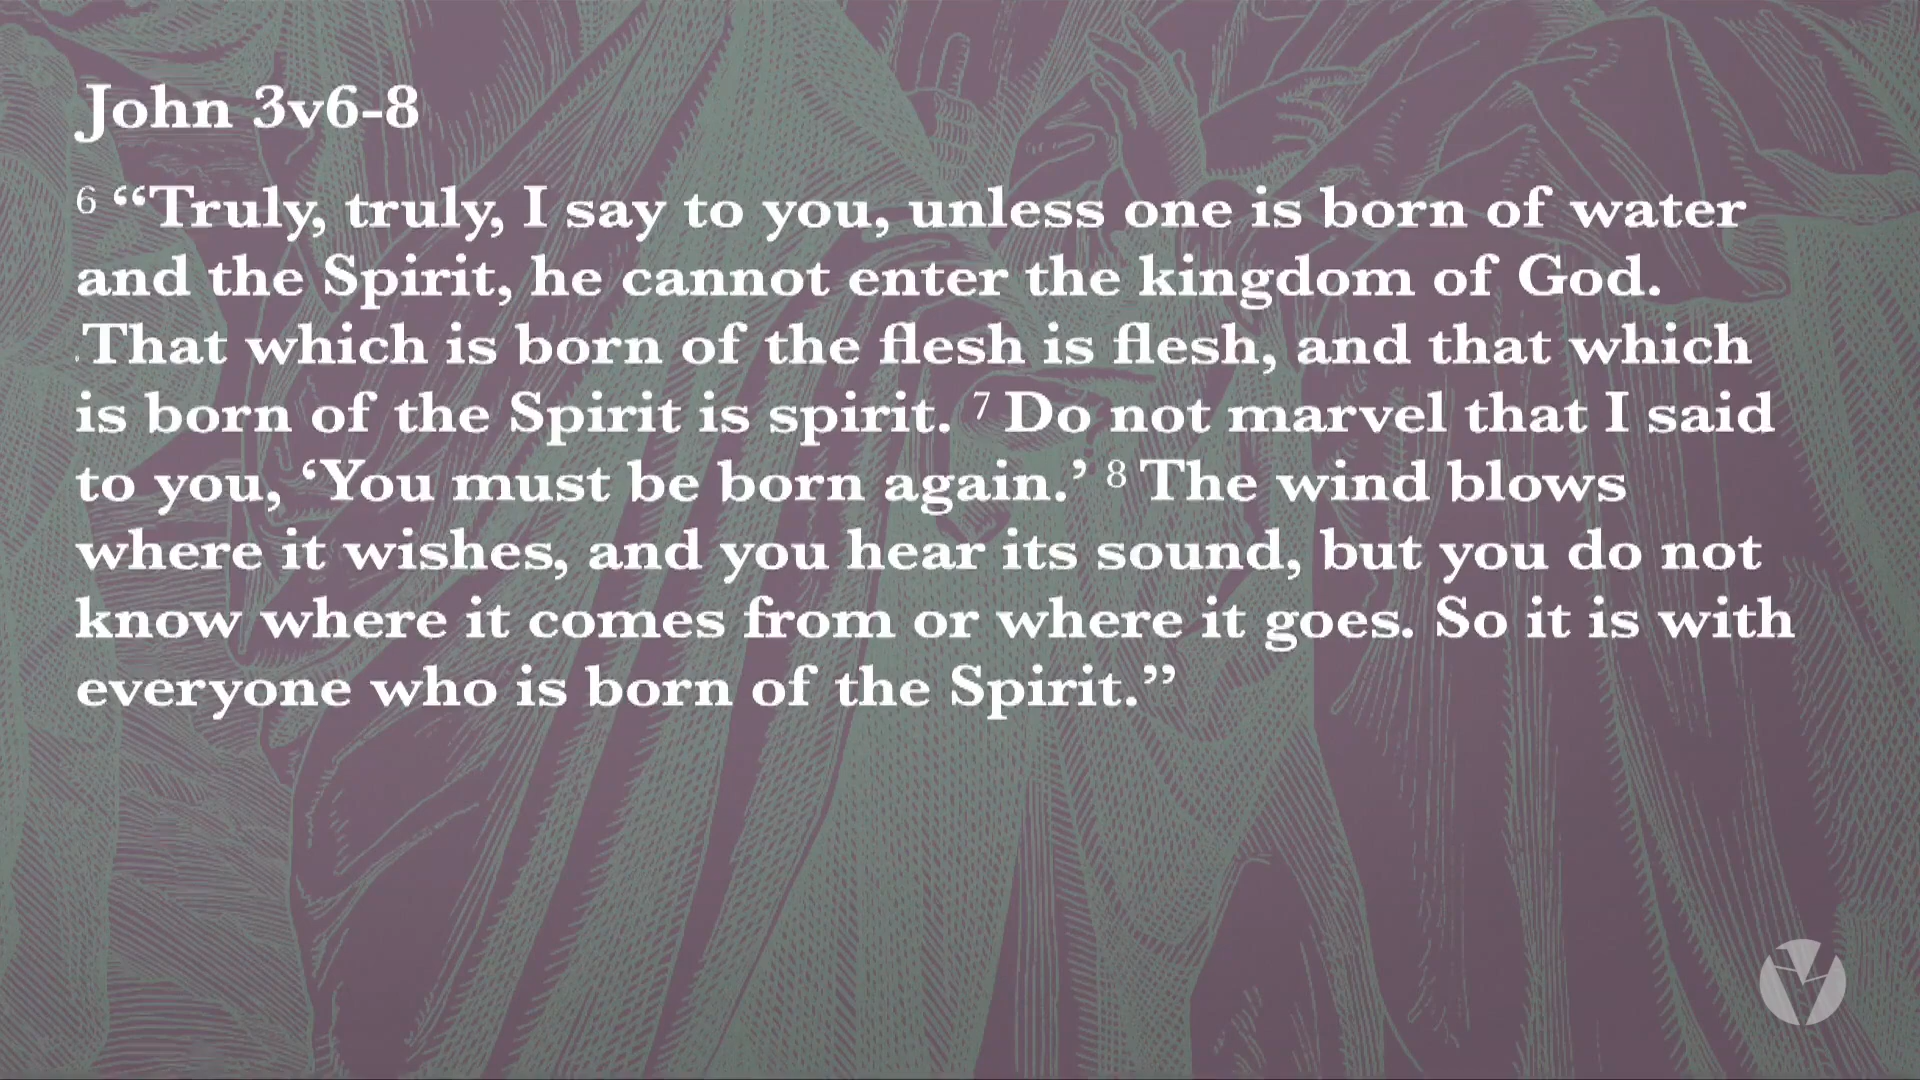 John 3v6-8
6 “Truly, truly, I say to you, unless one is born of water
and the Spirit, he cannot enter the kingdom of God.
That which is born of the flesh is flesh, and that which
is born of the Spirit is spirit. 7 Do not marvel that I said
to you, ‘You must be born again.’ 8 The wind blows
where it wishes, and you hear its sound, but you do not
know where it comes from or where it goes. So it is with
everyone who is born of the Spirit.”